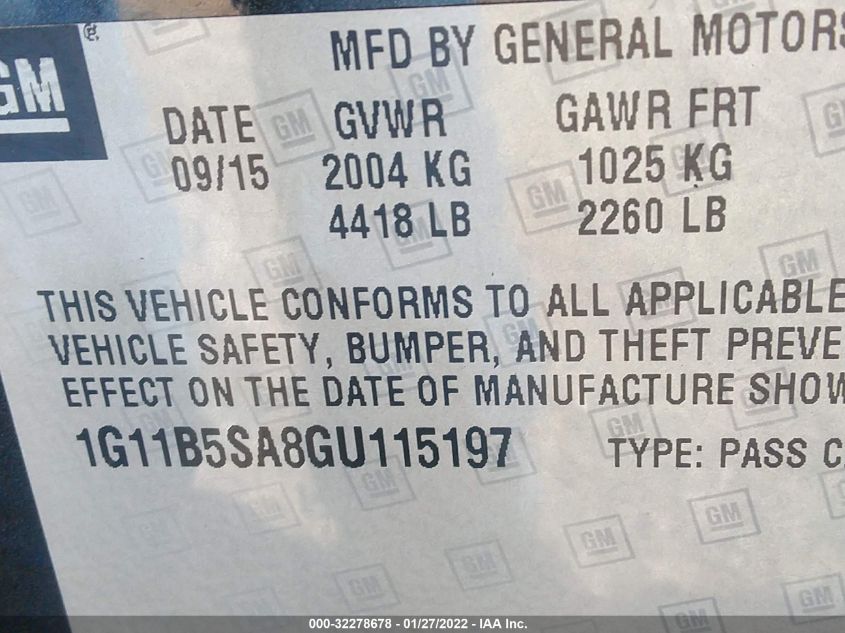 GM
MFD BY GENERAL MOTORS
DATE GVWR GAWR FRT
09/15 2004 KG 1025 KG
4418 LB 2260 LB
THIS VEHICLE CONFORMS TO ALL APPLICABLE
VEHICLE SAFETY, BUMPER, AND THEFT PREVE
EFFECT ON THE DATE OF MANUFACTURE SHOW
1G11B5SA8GU115197 TYPE: PASS C
000-32278678 - 01/27/2022 - IAA Inc.